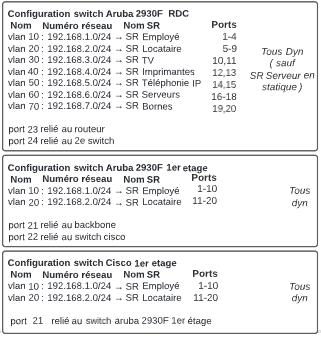 Configuration switch Aruba 2930F RDC
Nom Numéro réseau Nom SR Ports
vlan 10 : 192.168.1.0/24 → SR Employé 1-4
vlan 20 : 192.168.2.0/24 → SR Locataire 5-9
vlan 30 : 192.168.3.0/24 → SR TV 10,11
vlan 40 : 192.168.4.0/24 → SR Imprimantes 12,13
vlan 50 : 192.168.5.0/24 → SR Téléphonie IP 14,15
vlan 60 : 192.168.6.0/24 → SR Serveurs 16-18
vlan 70 : 192.168.7.0/24 → SR Bornes 19,20
Tous Dyn
( sauf
SR Serveur en
statique )
port 23 relié au routeur
port 24 relié au 2e switch
Configuration switch Aruba 2930F 1er etage
Nom Numéro réseau Nom SR Ports
vlan 10 : 192.168.1.0/24 → SR Employé 1-10
vlan 20 : 192.168.2.0/24 → SR Locataire 11-20
Tous
dyn
port 21 relié au backbone
port 22 relié au switch cisco
Configuration switch Cisco 1er etage
Nom Numéro réseau Nom SR Ports
vlan 10 : 192.168.1.0/24 → SR Employé 1-10
vlan 20 : 192.168.2.0/24 → SR Locataire 11-20
Tous
dyn
port 21 relié au switch aruba 2930F 1er étage